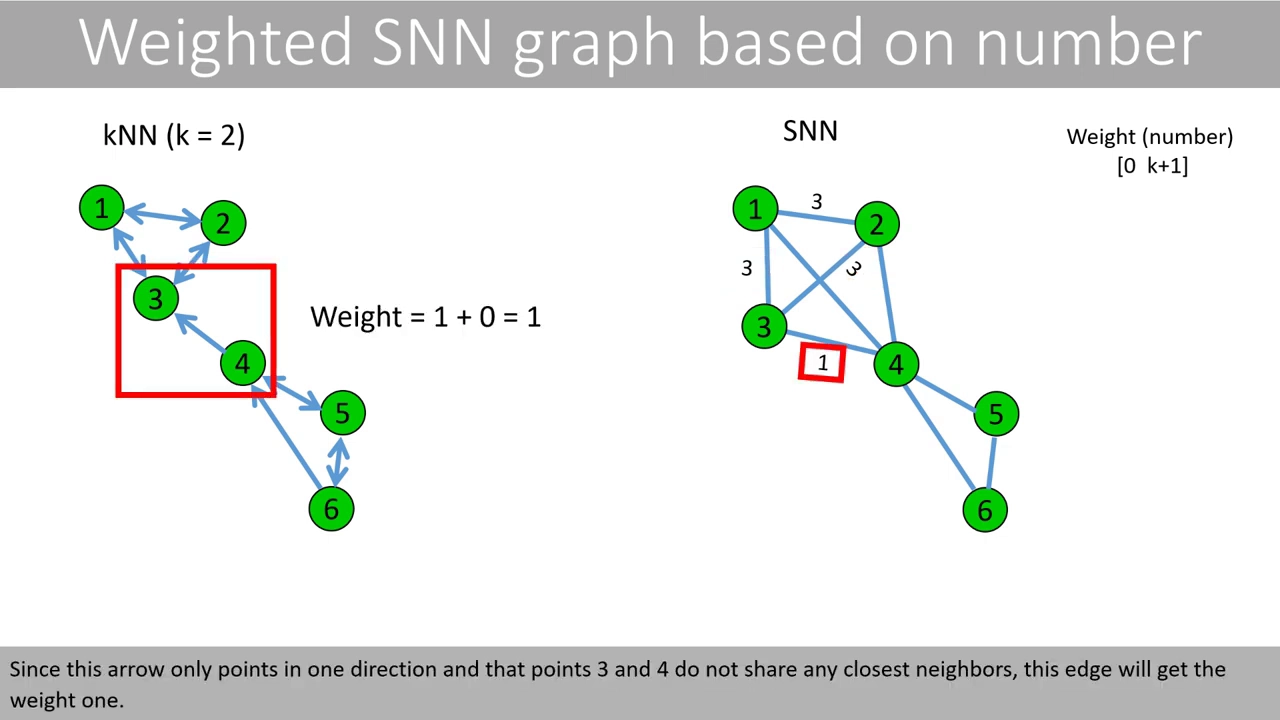 Weighted SNN graph based on number
kNN (k = 2)
SNN
Weight (number)
[0 k+1]
1
2
3
4
5
6
Weight = 1 + 0 = 1
1
3
2
3
3
3
1
4
5
6
Since this arrow only points in one direction and that points 3 and 4 do not share any closest neighbors, this edge will get the
weight one.